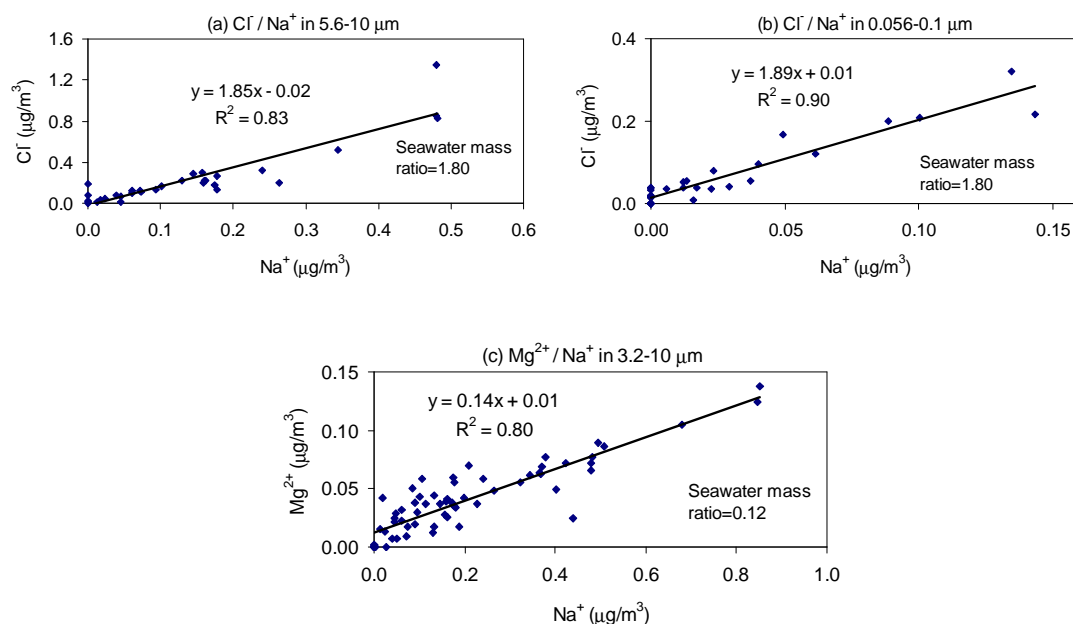 (a) Cl⁻ / Na⁺ in 5.6-10 μm
1.6
1.2
0.8
0.4
0.0
Cl⁻ (μg/m³)
y = 1.85x - 0.02
R² = 0.83
Seawater mass
ratio=1.80
0.0 0.1 0.2 0.3 0.4 0.5 0.6
Na⁺ (μg/m³)
(b) Cl⁻ / Na⁺ in 0.056-0.1 μm
0.4
0.2
0.0
Cl⁻ (μg/m³)
y = 1.89x + 0.01
R² = 0.90
Seawater mass
ratio=1.80
0.00 0.05 0.10 0.15
Na⁺ (μg/m³)
(c) Mg²⁺ / Na⁺ in 3.2-10 μm
0.15
0.10
0.05
0.00
Mg²⁺ (μg/m³)
y = 0.14x + 0.01
R² = 0.80
Seawater mass
ratio=0.12
0.0 0.2 0.4 0.6 0.8 1.0
Na⁺ (μg/m³)